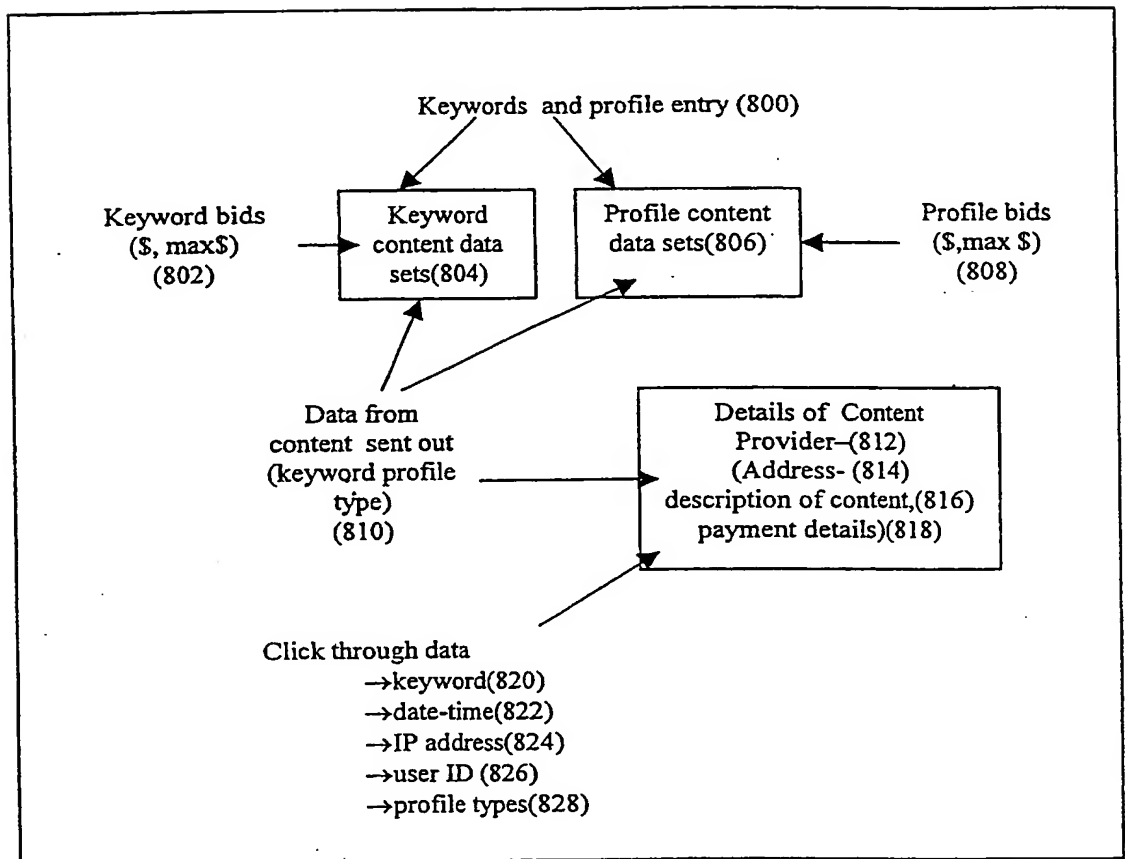 Keywords and profile entry (800)
Keyword bids
($, max$)
(802)
Keyword
content data
sets(804)
Profile content
data sets(806)
Profile bids
($,max $)
(808)
Data from
content sent out
(keyword profile
type)
(810)
Details of Content
Provider–(812)
(Address- (814)
description of content,(816)
payment details)(818)
Click through data
→keyword(820)
→date-time(822)
→IP address(824)
→user ID (826)
→profile types(828)